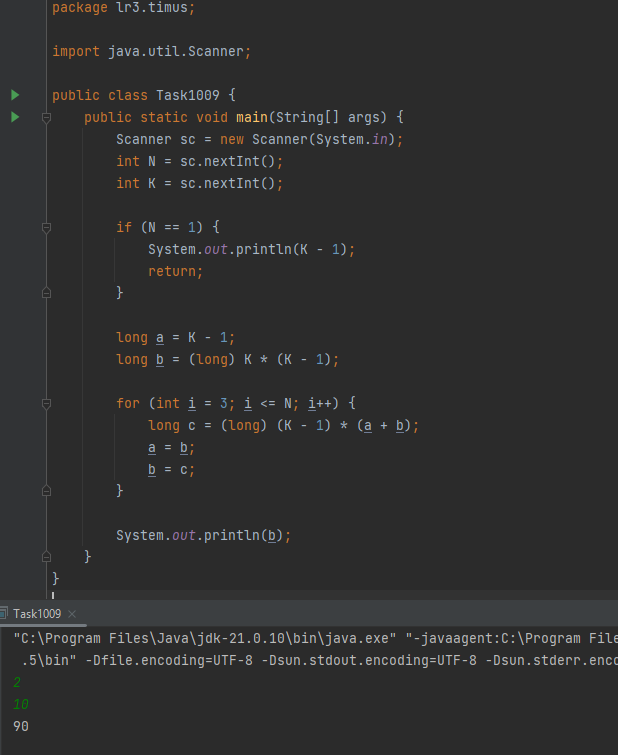 package lr3.timus;
import java.util.Scanner;
public class Task1009 {
public static void main(String[] args) {
Scanner sc = new Scanner(System.in);
int N = sc.nextInt();
int K = sc.nextInt();
if (N == 1) {
System.out.println(K - 1);
return;
}
long a = K - 1;
long b = (long) K * (K - 1);
for (int i = 3; i <= N; i++) {
long c = (long) (K - 1) * (a + b);
a = b;
b = c;
}
System.out.println(b);
}
}
Task1009
"C:\Program Files\Java\jdk-21.0.10\bin\java.exe" "-javaagent:C:\Program File
.5\bin" -Dfile.encoding=UTF-8 -Dsun.stdout.encoding=UTF-8 -Dsun.stderr.enco
2
10
90